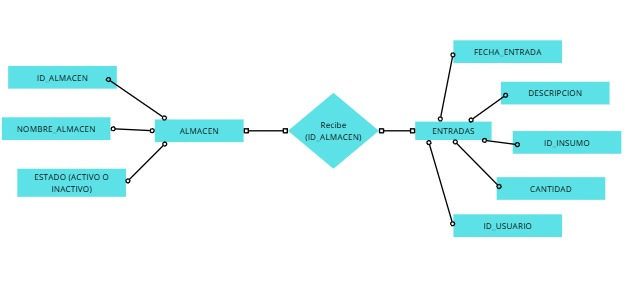 ID_ALMACEN
NOMBRE_ALMACEN
ESTADO (ACTIVO O
INACTIVO)
ALMACEN
Recibe
(ID_ALMACEN)
ENTRADAS
FECHA_ENTRADA
DESCRIPCION
ID_INSUMO
CANTIDAD
ID_USUARIO